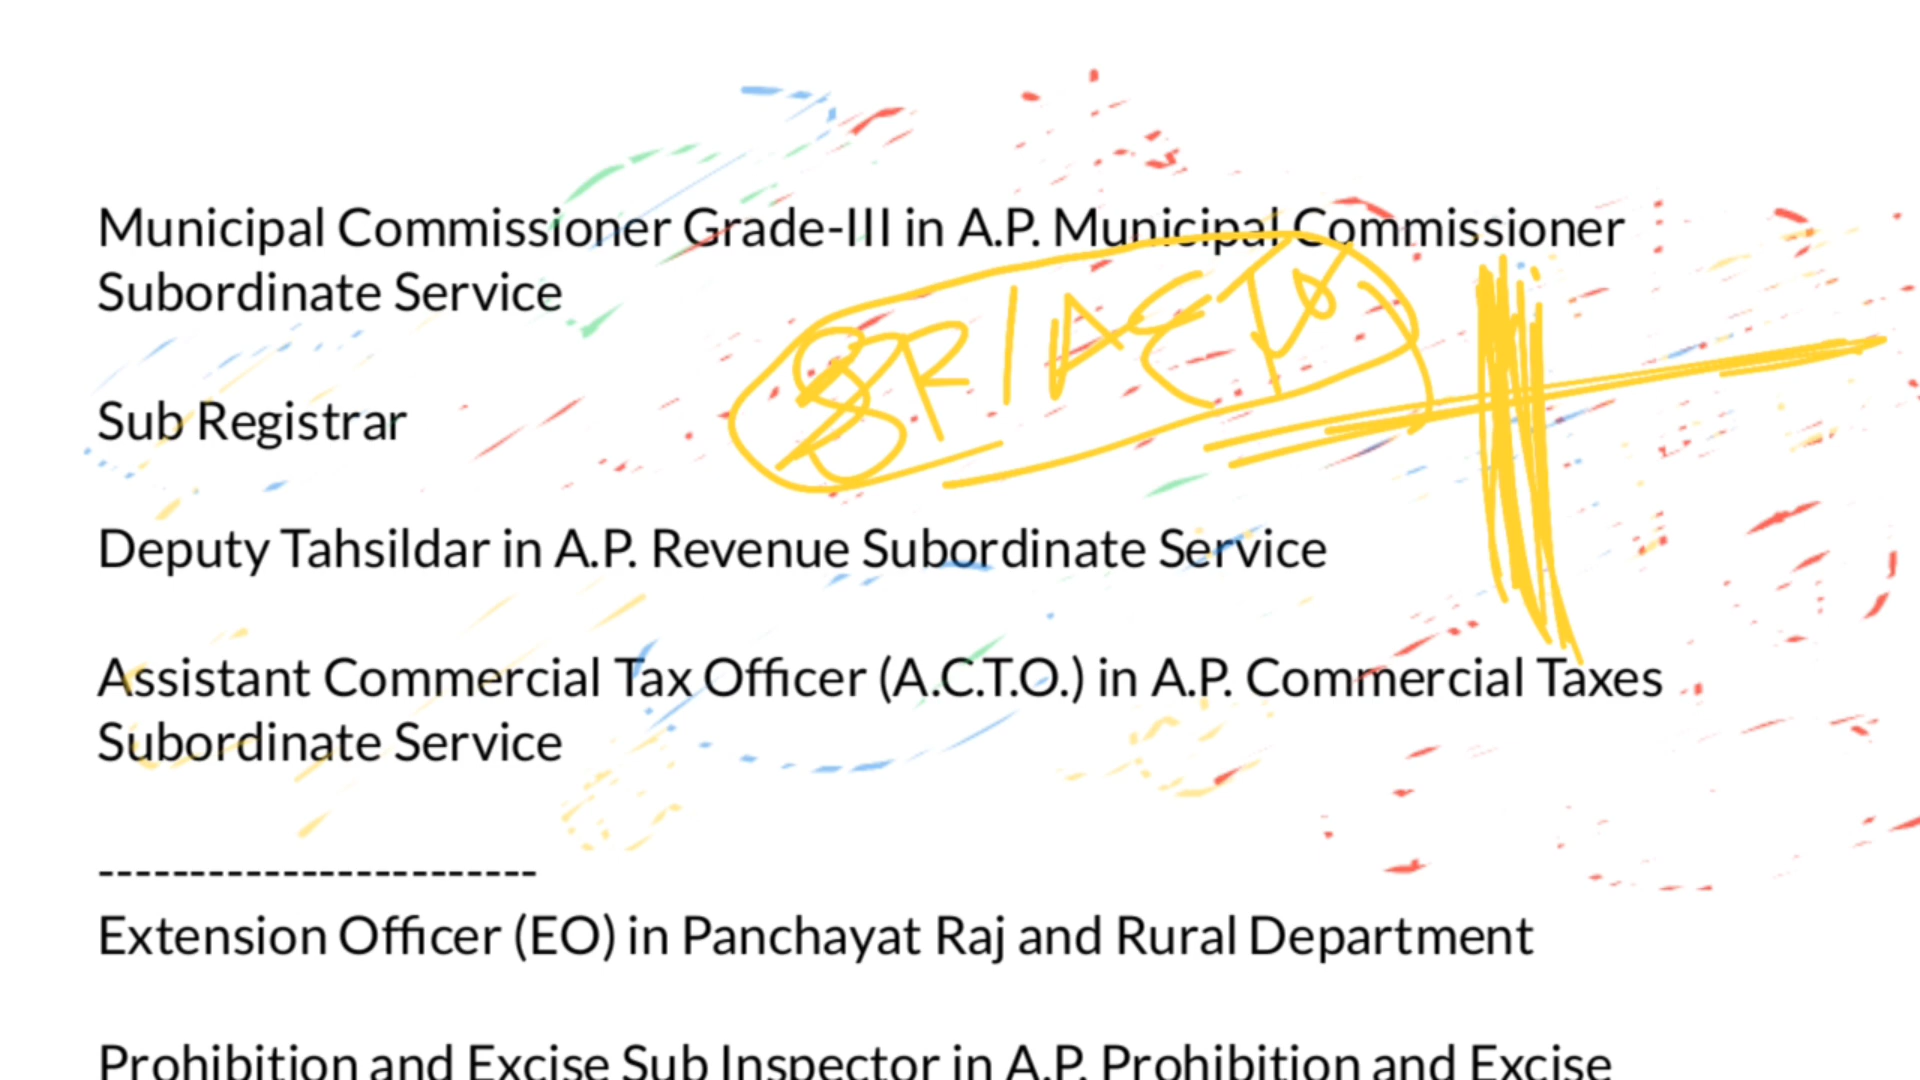 Municipal Commissioner Grade-III in A.P. Municipal Commissioner
Subordinate Service
SR/ACTO
Sub Registrar
Deputy Tahsildar in A.P. Revenue Subordinate Service
Assistant Commercial Tax Officer (A.C.T.O.) in A.P. Commercial Taxes
Subordinate Service
------------------------
Extension Officer (EO) in Panchayat Raj and Rural Department
Prohibition and Excise Sub Inspector in A.P. Prohibition and Excise